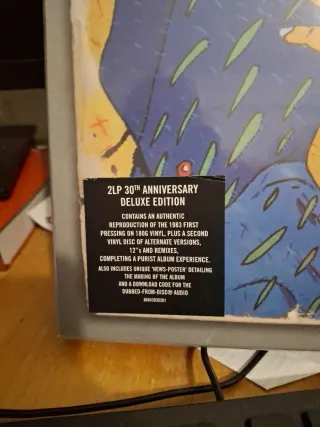 2LP 30TH ANNIVERSARY
DELUXE EDITION
CONTAINS AN AUTHENTIC
REPRODUCTION OF THE 1983 FIRST
PRESSING ON 180G VINYL, PLUS A SECOND
VINYL DISC OF ALTERNATE VERSIONS,
12"s AND REMIXES,
COMPLETING A PURIST ALBUM EXPERIENCE.
ALSO INCLUDES UNIQUE 'NEWS-POSTER' DETAILING
THE MAKING OF THE ALBUM
AND A DOWNLOAD CODE FOR THE
DUBBED-FROM-DISC® AUDIO